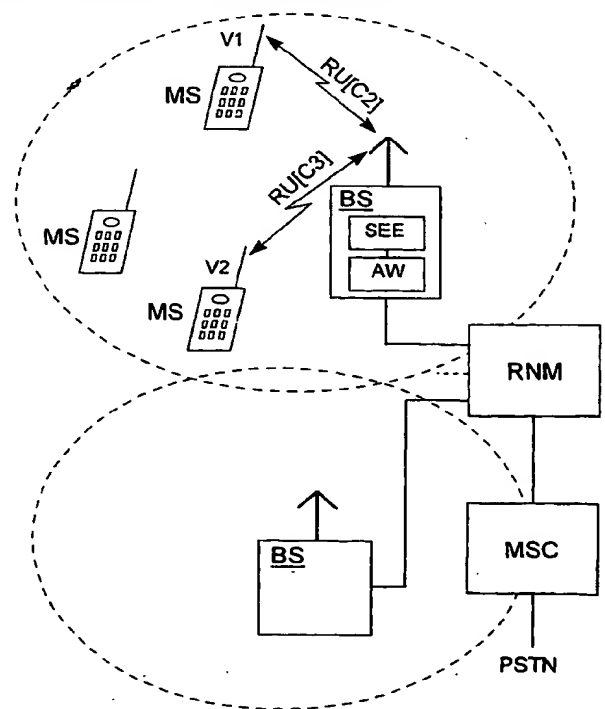 V1
MS
RU[C2]
RU[C3]
BS
SEE
AW
MS
V2
MS
RNM
BS
MSC
PSTN